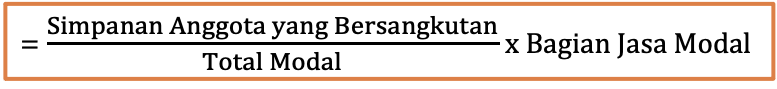 = Simpanan Anggota yang Bersangkutan x Bagian Jasa Modal
Total Modal